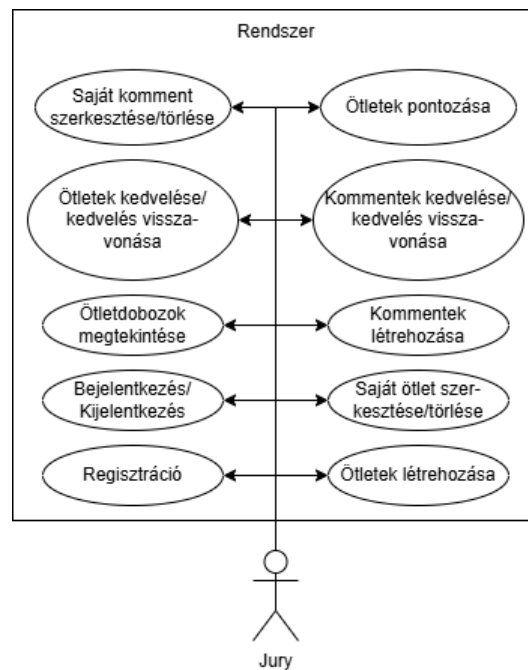 Rendszer
Saját komment
szerkesztése/törlése
Ötletek pontozása
Ötletek kedvelése/
kedvelés vissza-
vonása
Kommentek kedvelése/
kedvelés vissza-
vonása
Ötletdobozok
megtekintése
Kommentek
létrehozása
Bejelentkezés/
Kijelentkezés
Saját ötlet szer-
kesztése/törlése
Regisztráció
Ötletek létrehozása
Jury